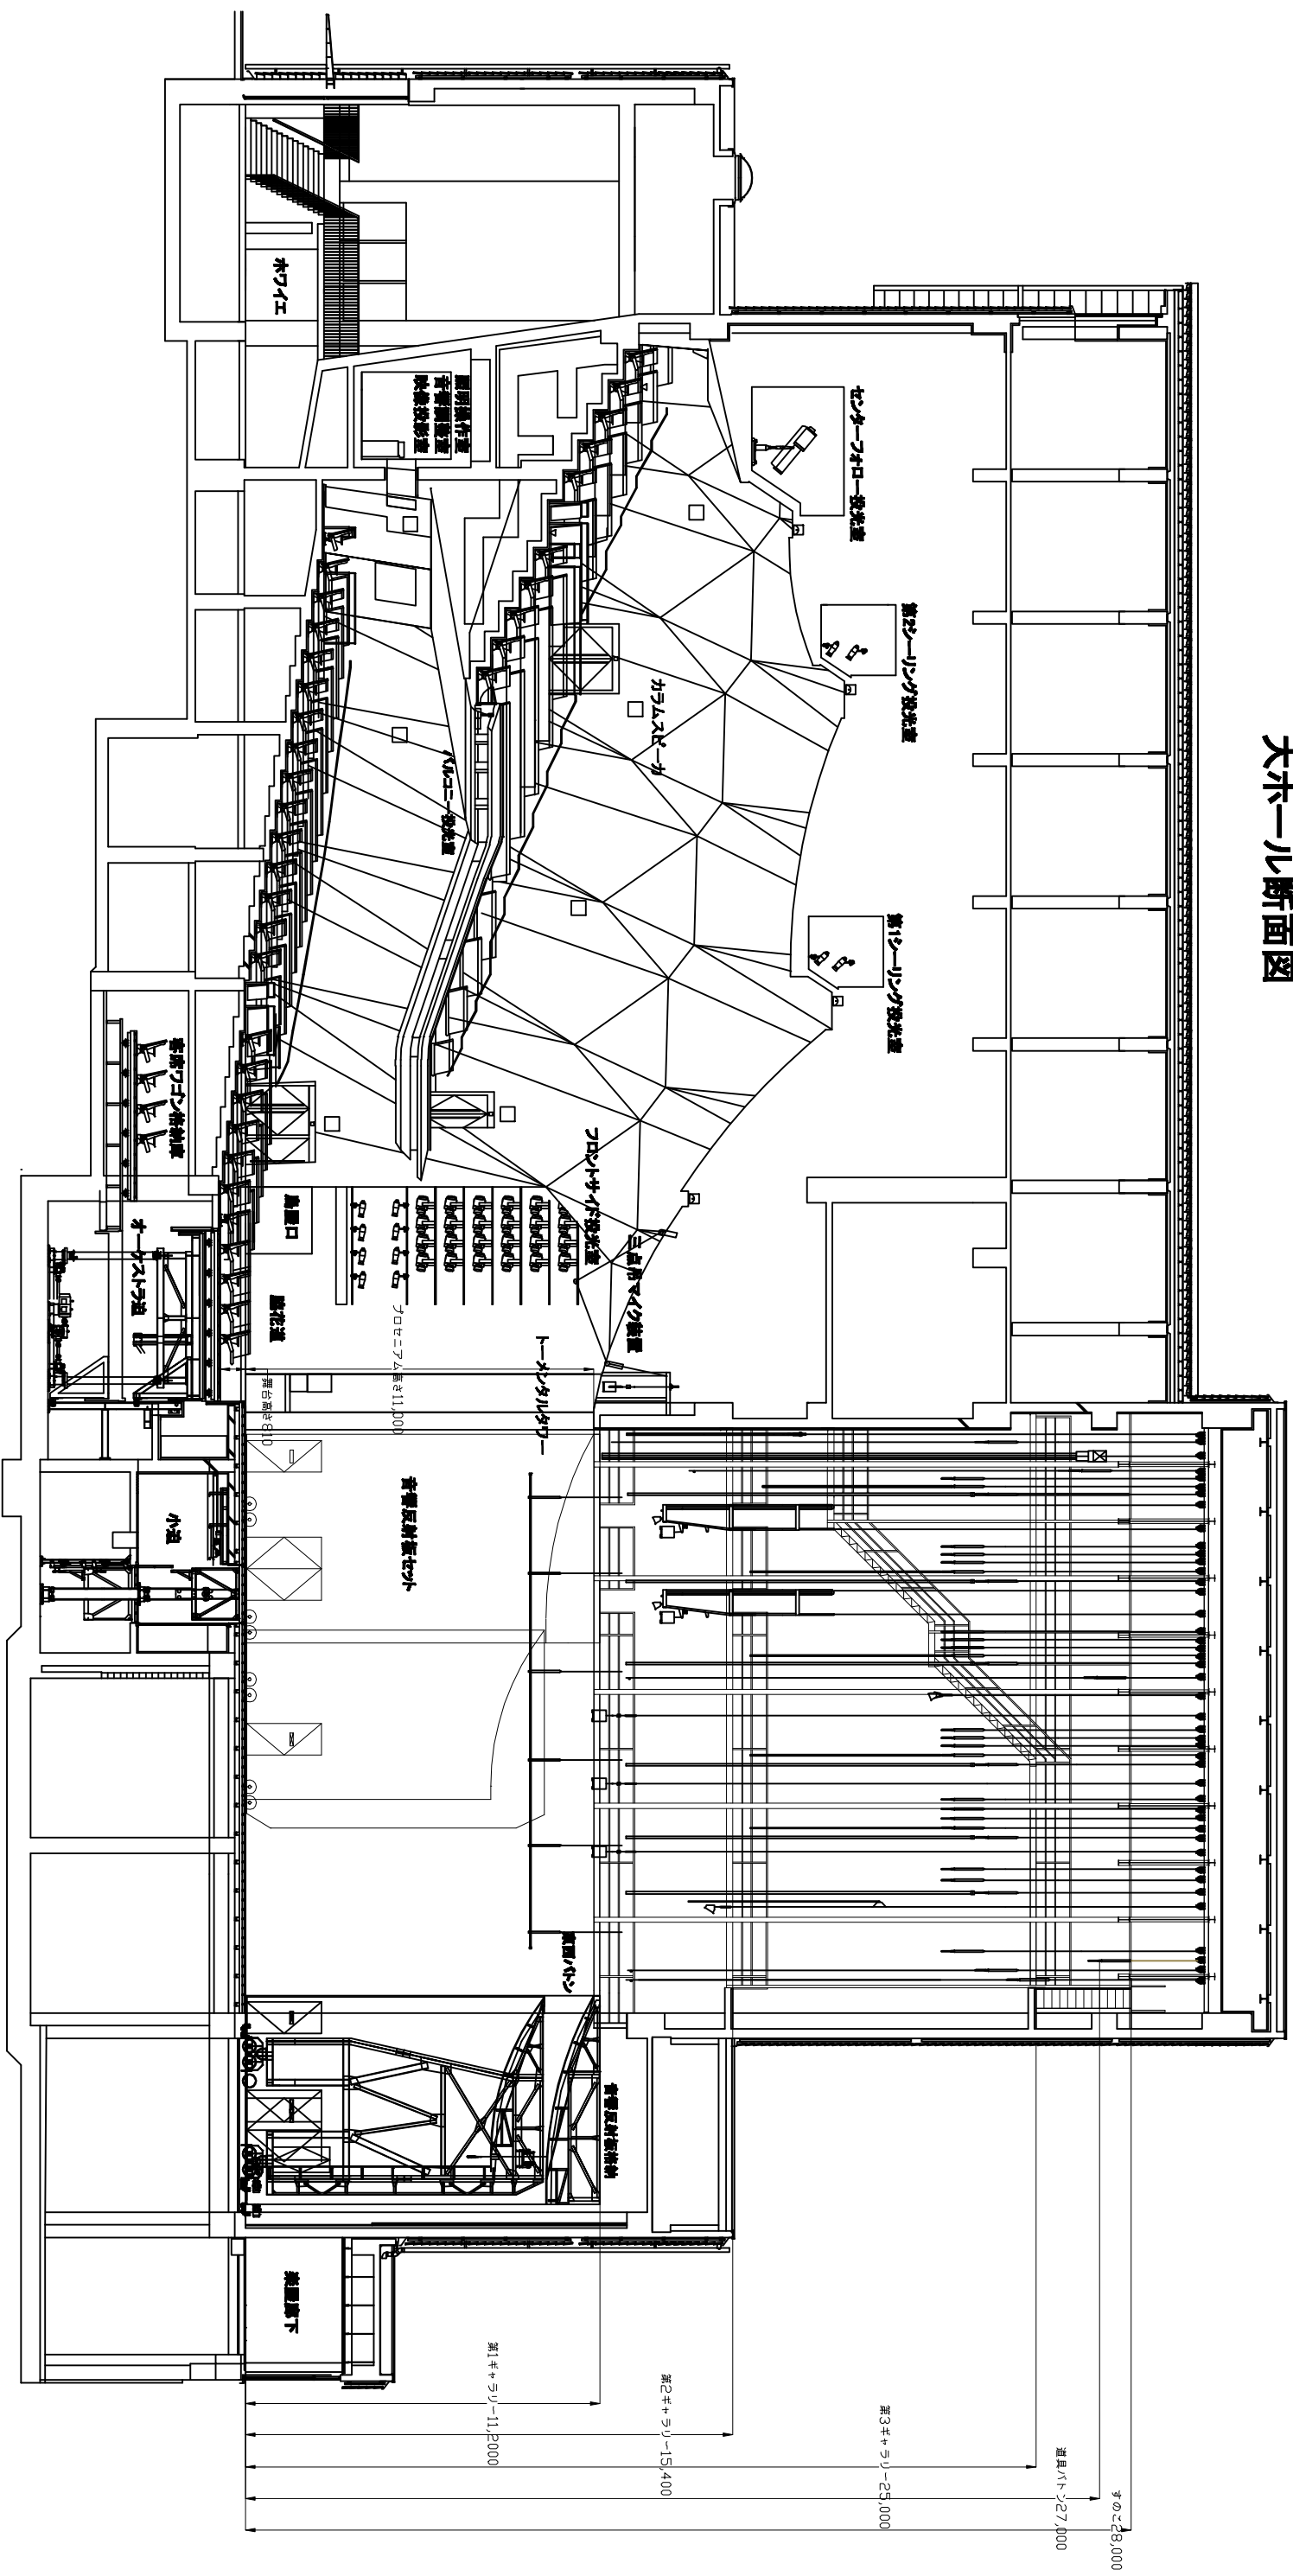 大ホール断面図
センターフォロー投光室
第2シーリング投光室
第1シーリング投光室
ホワイエ
照明操作室
音響調整室
映像投影室
カラムスピーカ
バルコニー投光室
フロントサイド投光室
三点吊マイク装置
客席ワゴン格納庫
オーケストラ迫
鳥屋口
脇花道
舞台高さ810
プロセニアム高さ11,000
トーメンタルタワー
音響反射板セット
小迫
東西バトン
音響反射板格納
楽屋廊下
第1ギャラリー11,2000
第2ギャラリー15,400
第3ギャラリー25,000
道具バトン27,000
すのこ28,000